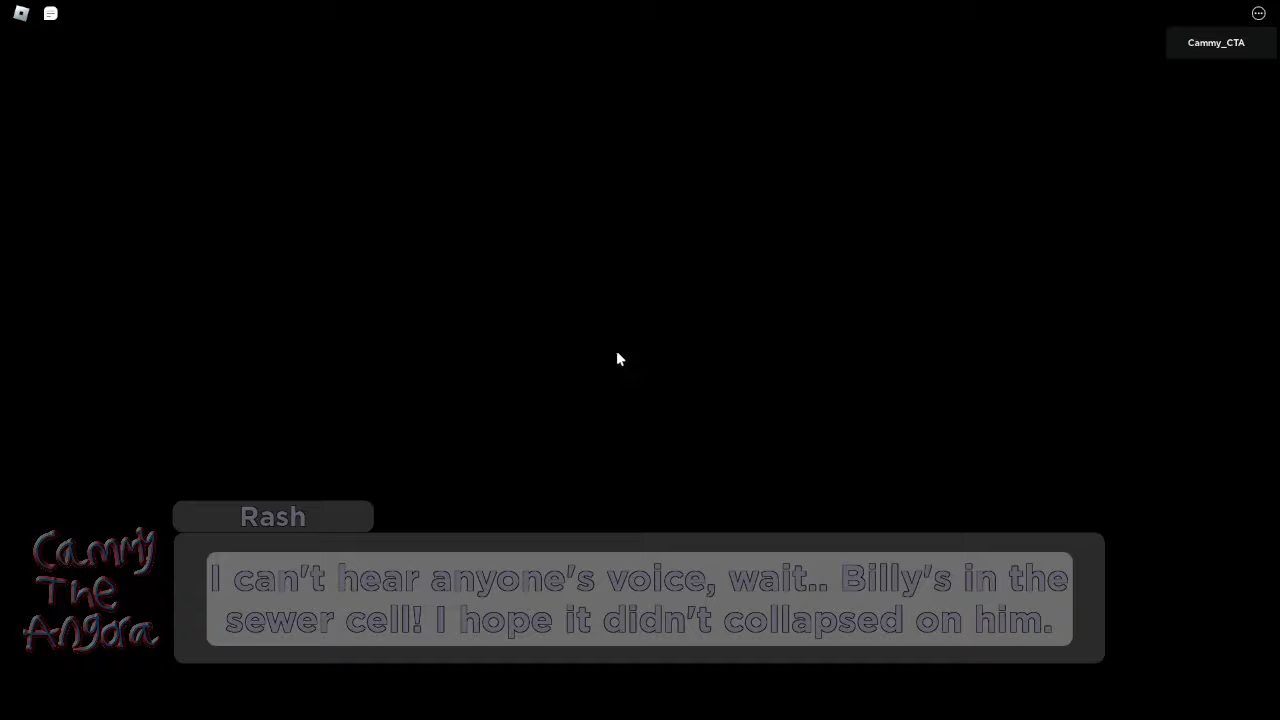 Cammy_CTA
Rash
I can't hear anyone's voice, wait.. Billy's in the
sewer cell! I hope it didn't collapsed on him.
Cammy
The
Angora